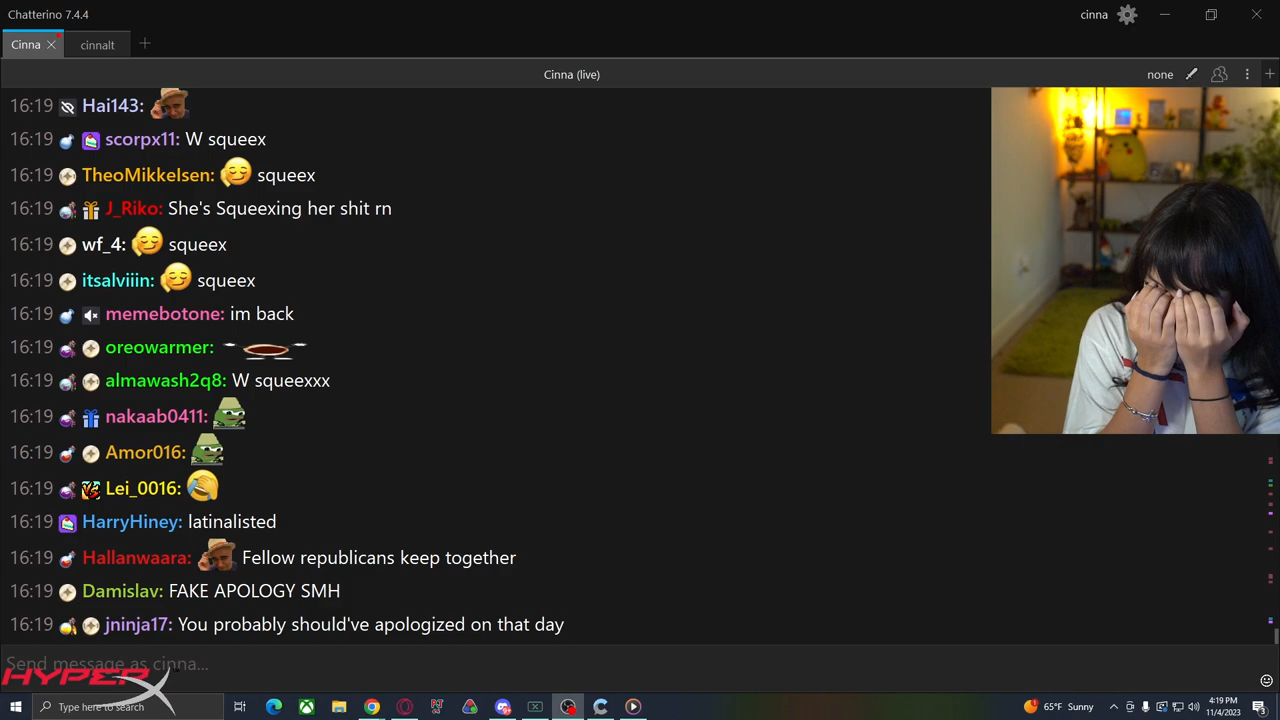 Chatterino 7.4.4
cinna
Cinna
cinnalt
Cinna (live)
none
16:19 Hai143:
16:19 scorpx11: W squeex
16:19 TheoMikkeIsen: squeex
16:19 J_Riko: She's Squeexing her shit rn
16:19 wf_4: squeex
16:19 itsalviiin: squeex
16:19 memebotone: im back
16:19 oreowarmer:
16:19 almawash2q8: W squeexxx
16:19 nakaab0411:
16:19 Amor016:
16:19 Lei_0016:
16:19 HarryHiney: latinalisted
16:19 Hallanwaara: Fellow republicans keep together
16:19 Damislav: FAKE APOLOGY SMH
16:19 jninja17: You probably should've apologized on that day
Send message as cinna...
HYPERX
Type here to search
65°F Sunny
4:19 PM
11/4/2023
3